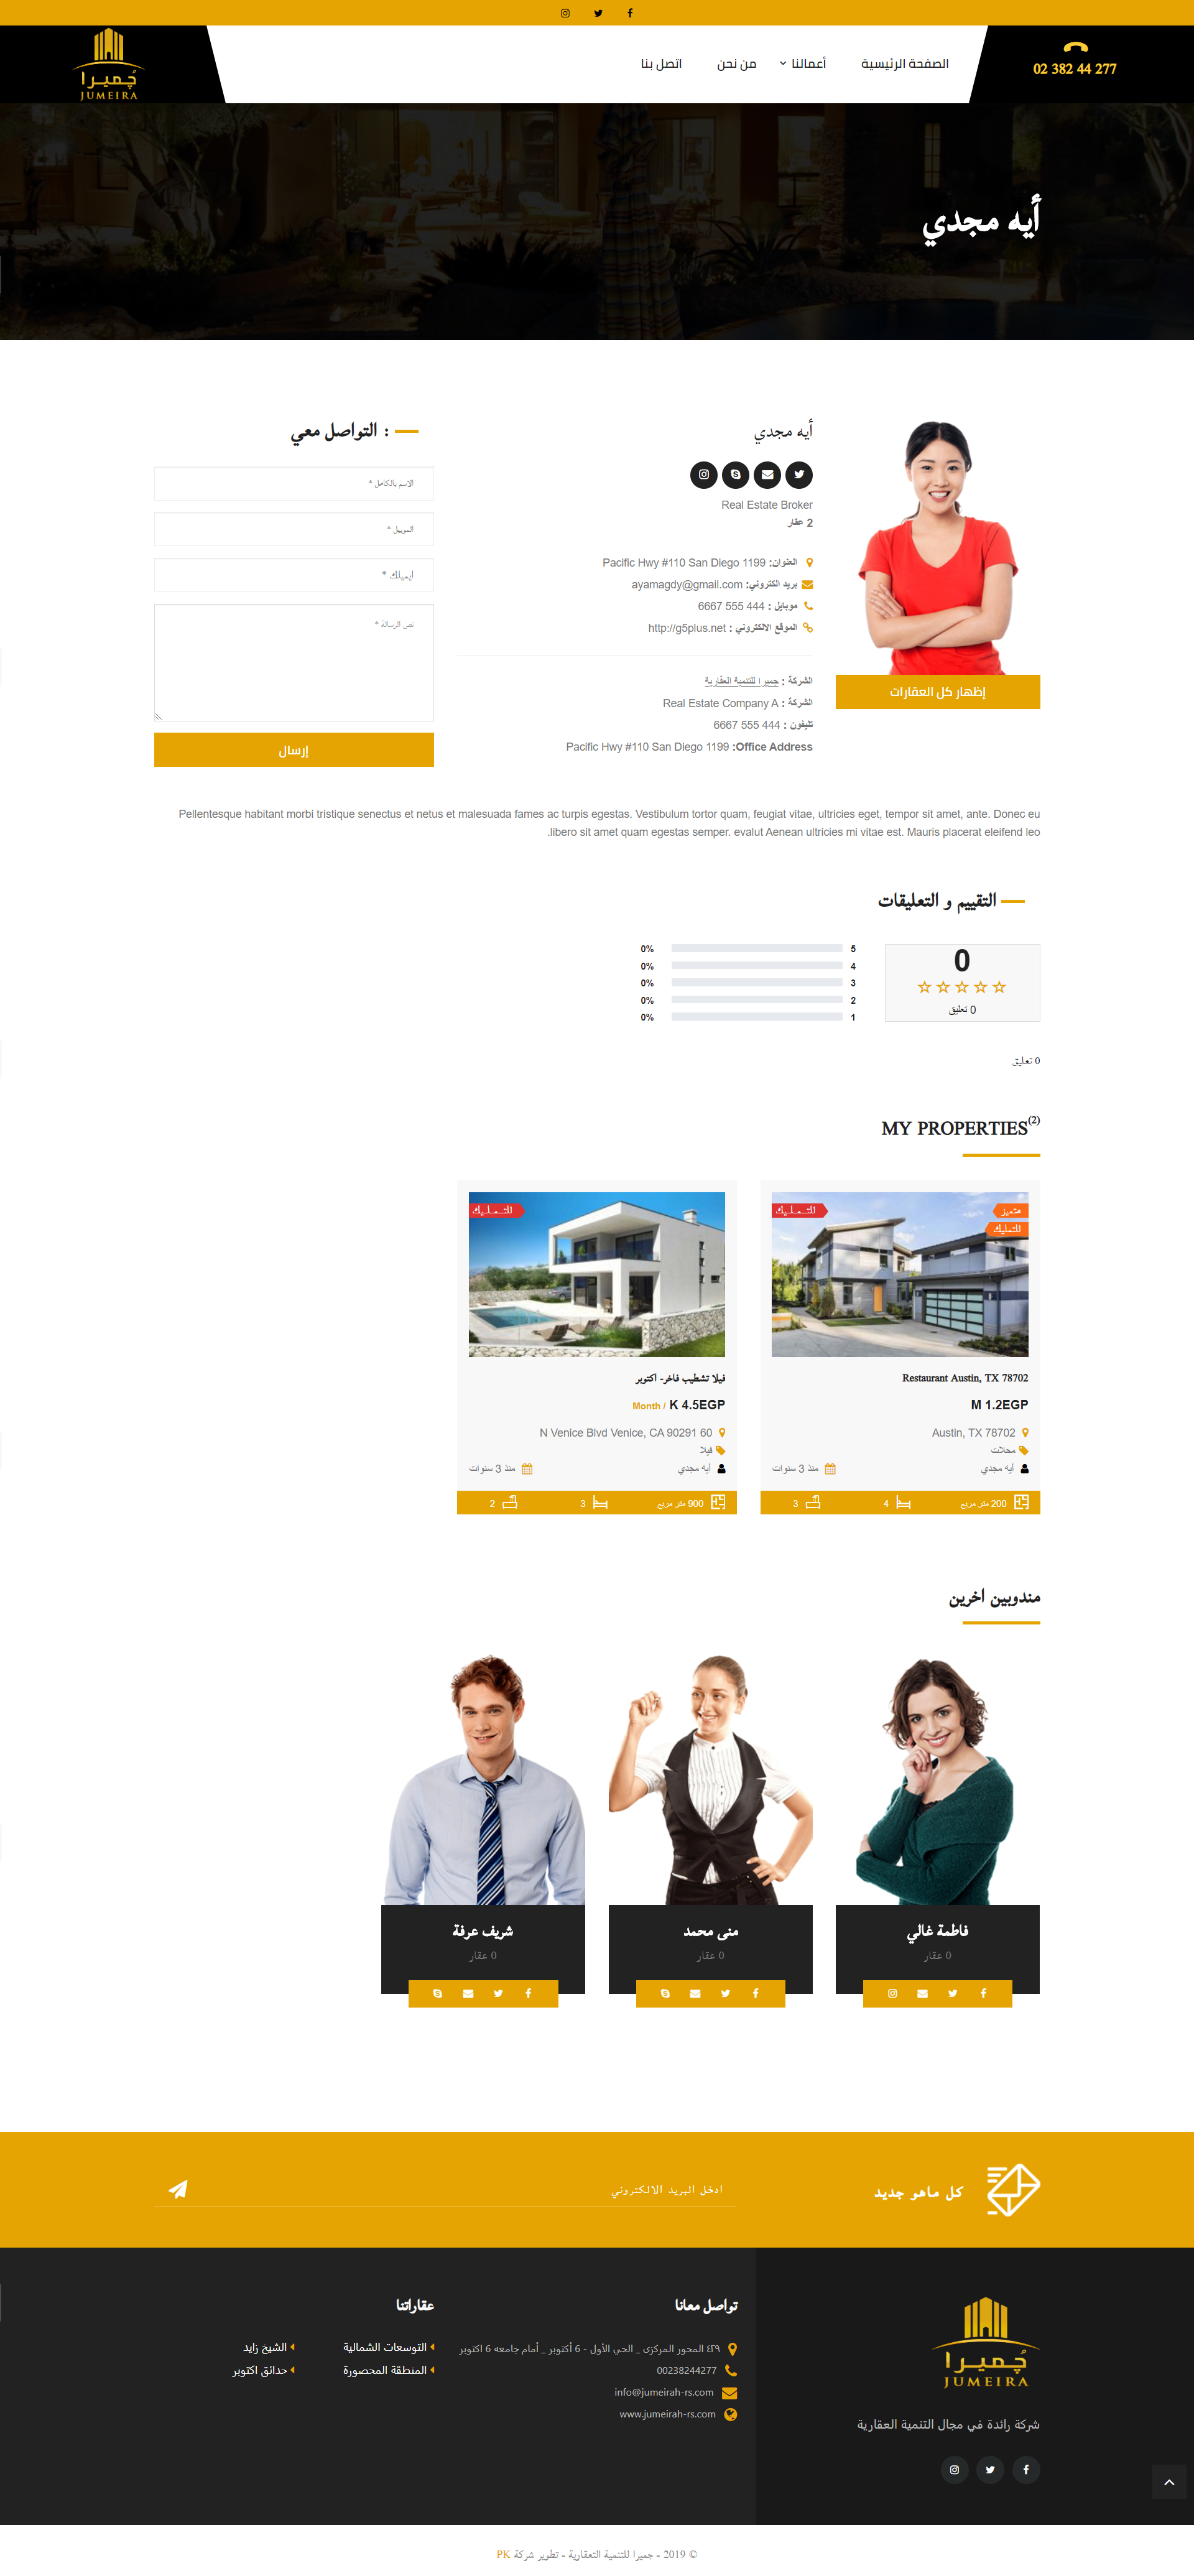 02 382 44 277
الصفحة الرئيسية
أعمالنا
من نحن
اتصل بنا
جميرا
JUMEIRA
أيه مجدي
إظهار كل العقارات
أيه مجدي
Real Estate Broker
2 عقار
العنوان: Pacific Hwy #110 San Diego 1199
بريد الكتروني: ayamagdy@gmail.com
موبايل : 444 555 6667
الموقع الالكتروني : http://g5plus.net
الشركة : جميرا للتنمية العقارية
الشركة : Real Estate Company A
تليفون : 444 555 6667
Office Address: Pacific Hwy #110 San Diego 1199
: التواصل معي
الاسم بالكامل *
الموبيل *
ايميلك *
نص الرسالة *
إرسال
Pellentesque habitant morbi tristique senectus et netus et malesuada fames ac turpis egestas. Vestibulum tortor quam, feugiat vitae, ultricies eget, tempor sit amet, ante. Donec eu
libero sit amet quam egestas semper. evalut Aenean ultricies mi vitae est. Mauris placerat eleifend leo.
التقييم و التعليقات
0
0 تعليق
5 0%
4 0%
3 0%
2 0%
1 0%
0 تعليق
MY PROPERTIES(2)
متميز
للتمليك
للتـمـلـيك
Restaurant Austin, TX 78702
M 1.2EGP
Austin, TX 78702
محلات
أيه مجدي
منذ 3 سنوات
200 متر مربع
4
3
للتـمـلـيك
فيلا تشطيب فاخر- اكتوبر
K 4.5EGP / Month
N Venice Blvd Venice, CA 90291 60
فيلا
أيه مجدي
منذ 3 سنوات
900 متر مربع
3
2
مندوبين اخرين
فاطمة غالي
0 عقار
منى محمد
0 عقار
شريف عرفة
0 عقار
كل ماهو جديد
ادخل البريد الالكتروني
جميرا
JUMEIRA
شركة رائدة في مجال التنمية العقارية
تواصل معانا
٤٢٩ المحور المركزى _ الحي الأول - 6 أكتوبر _ أمام جامعه 6 اكتوبر
00238244277
info@jumeirah-rs.com
www.jumeirah-rs.com
عقاراتنا
التوسعات الشمالية
الشيخ زايد
المنطقة المحصورة
حدائق اكتوبر
© 2019 - جميرا للتنمية التعقارية - تطوير شركة PK